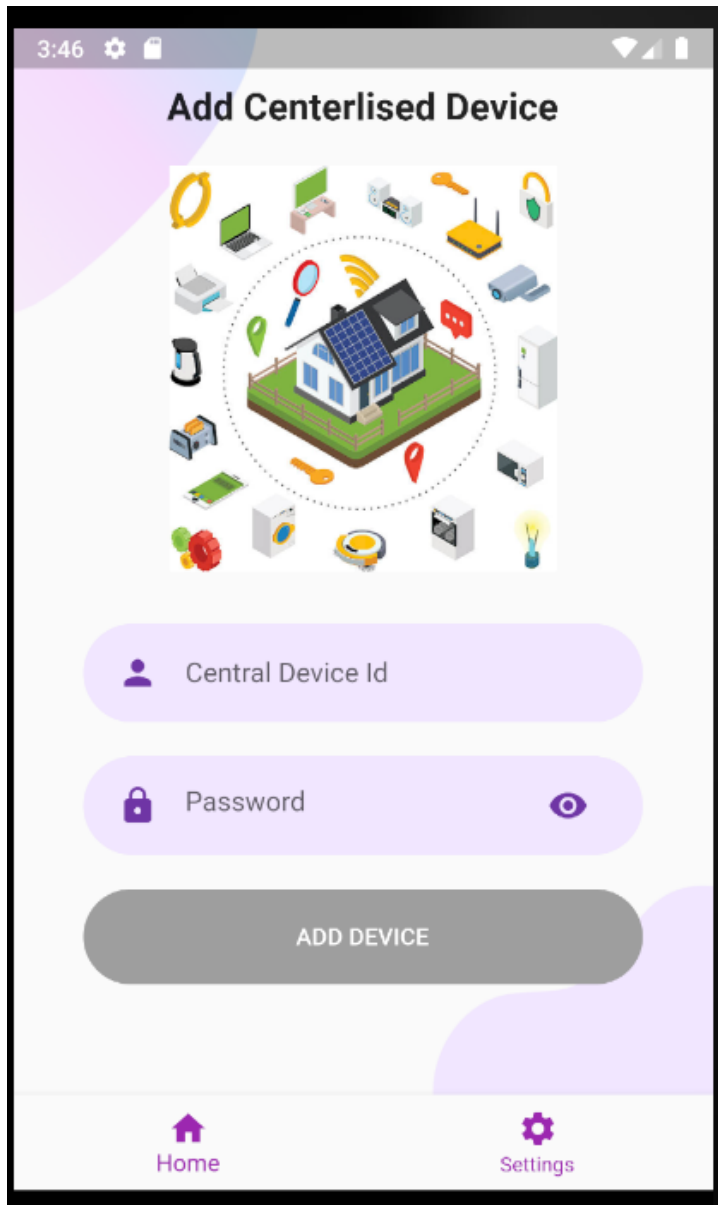 3:46
Add Centerlised Device
Central Device Id
Password
ADD DEVICE
Home
Settings